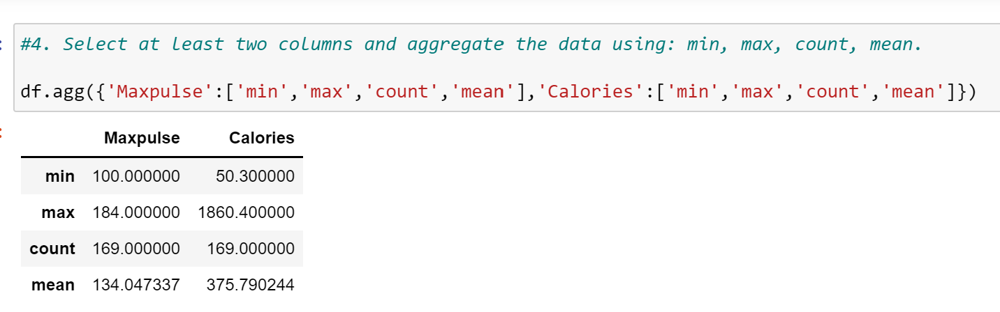 #4. Select at least two columns and aggregate the data using: min, max, count, mean.
df.agg({'Maxpulse':['min','max','count','mean'],'Calories':['min','max','count','mean']})
Maxpulse Calories
min 100.000000 50.300000
max 184.000000 1860.400000
count 169.000000 169.000000
mean 134.047337 375.790244